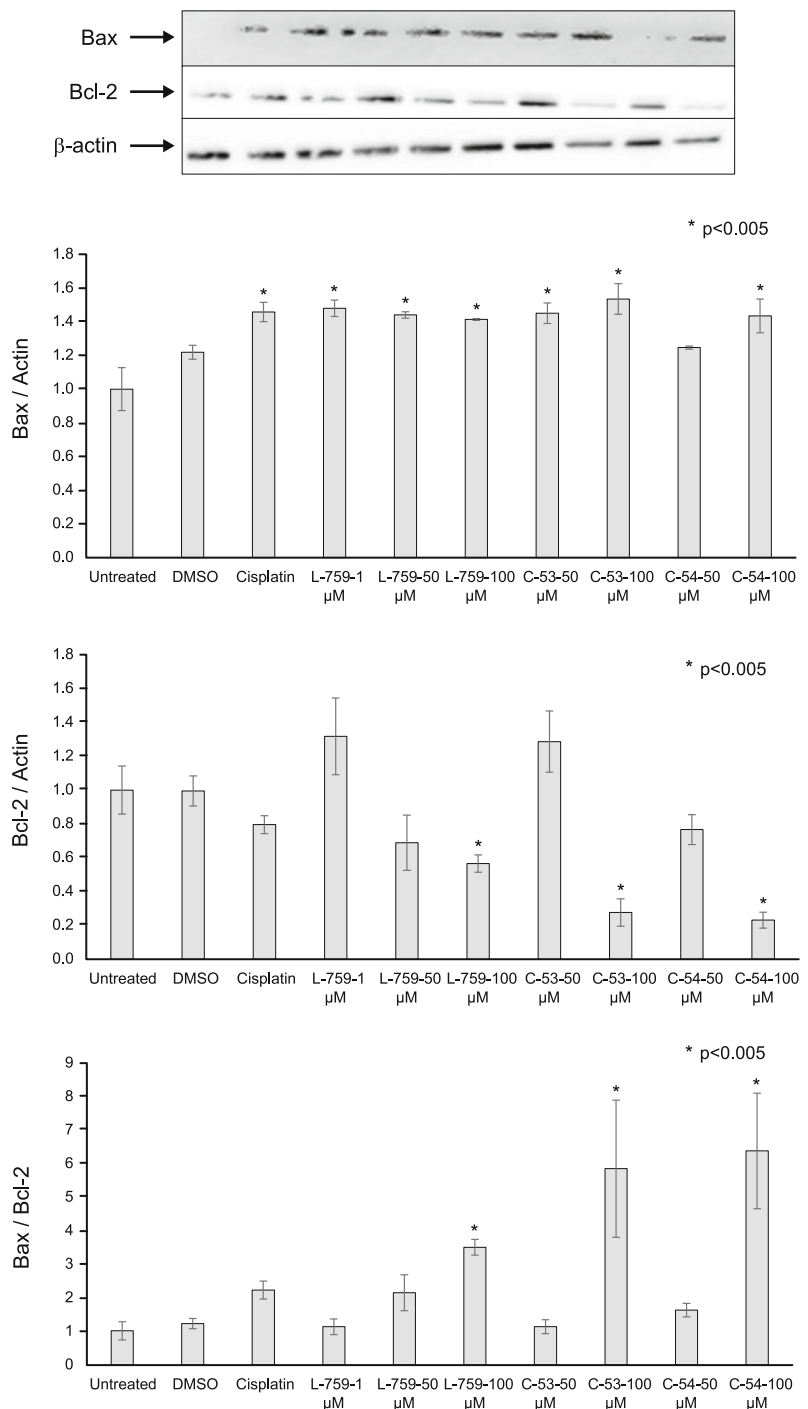 Bax
Bcl-2
β-actin
* p<0.005
Bax / Actin
1.8
1.6
1.4
1.2
1.0
0.8
0.6
0.4
0.2
0.0
* * * * * * *
Untreated DMSO Cisplatin L-759-1 L-759-50 L-759-100 C-53-50 C-53-100 C-54-50 C-54-100
µM µM µM µM µM µM µM
* p<0.005
Bcl-2 / Actin
1.8
1.6
1.4
1.2
1.0
0.8
0.6
0.4
0.2
0.0
* * *
Untreated DMSO Cisplatin L-759-1 L-759-50 L-759-100 C-53-50 C-53-100 C-54-50 C-54-100
µM µM µM µM µM µM µM
* p<0.005
Bax / Bcl-2
9
8
7
6
5
4
3
2
1
0
* * *
Untreated DMSO Cisplatin L-759-1 L-759-50 L-759-100 C-53-50 C-53-100 C-54-50 C-54-100
µM µM µM µM µM µM µM